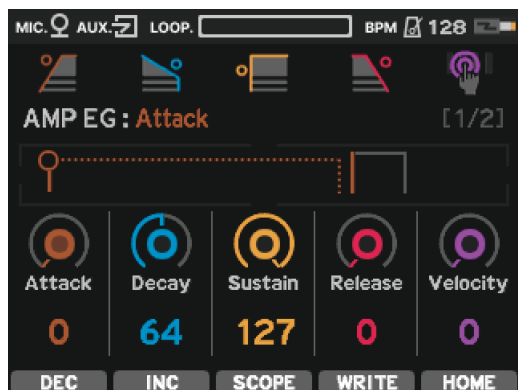 MIC. AUX. LOOP. BPM 128
AMP EG : Attack [1/2]
Attack Decay Sustain Release Velocity
0 64 127 0 0
DEC INC SCOPE WRITE HOME